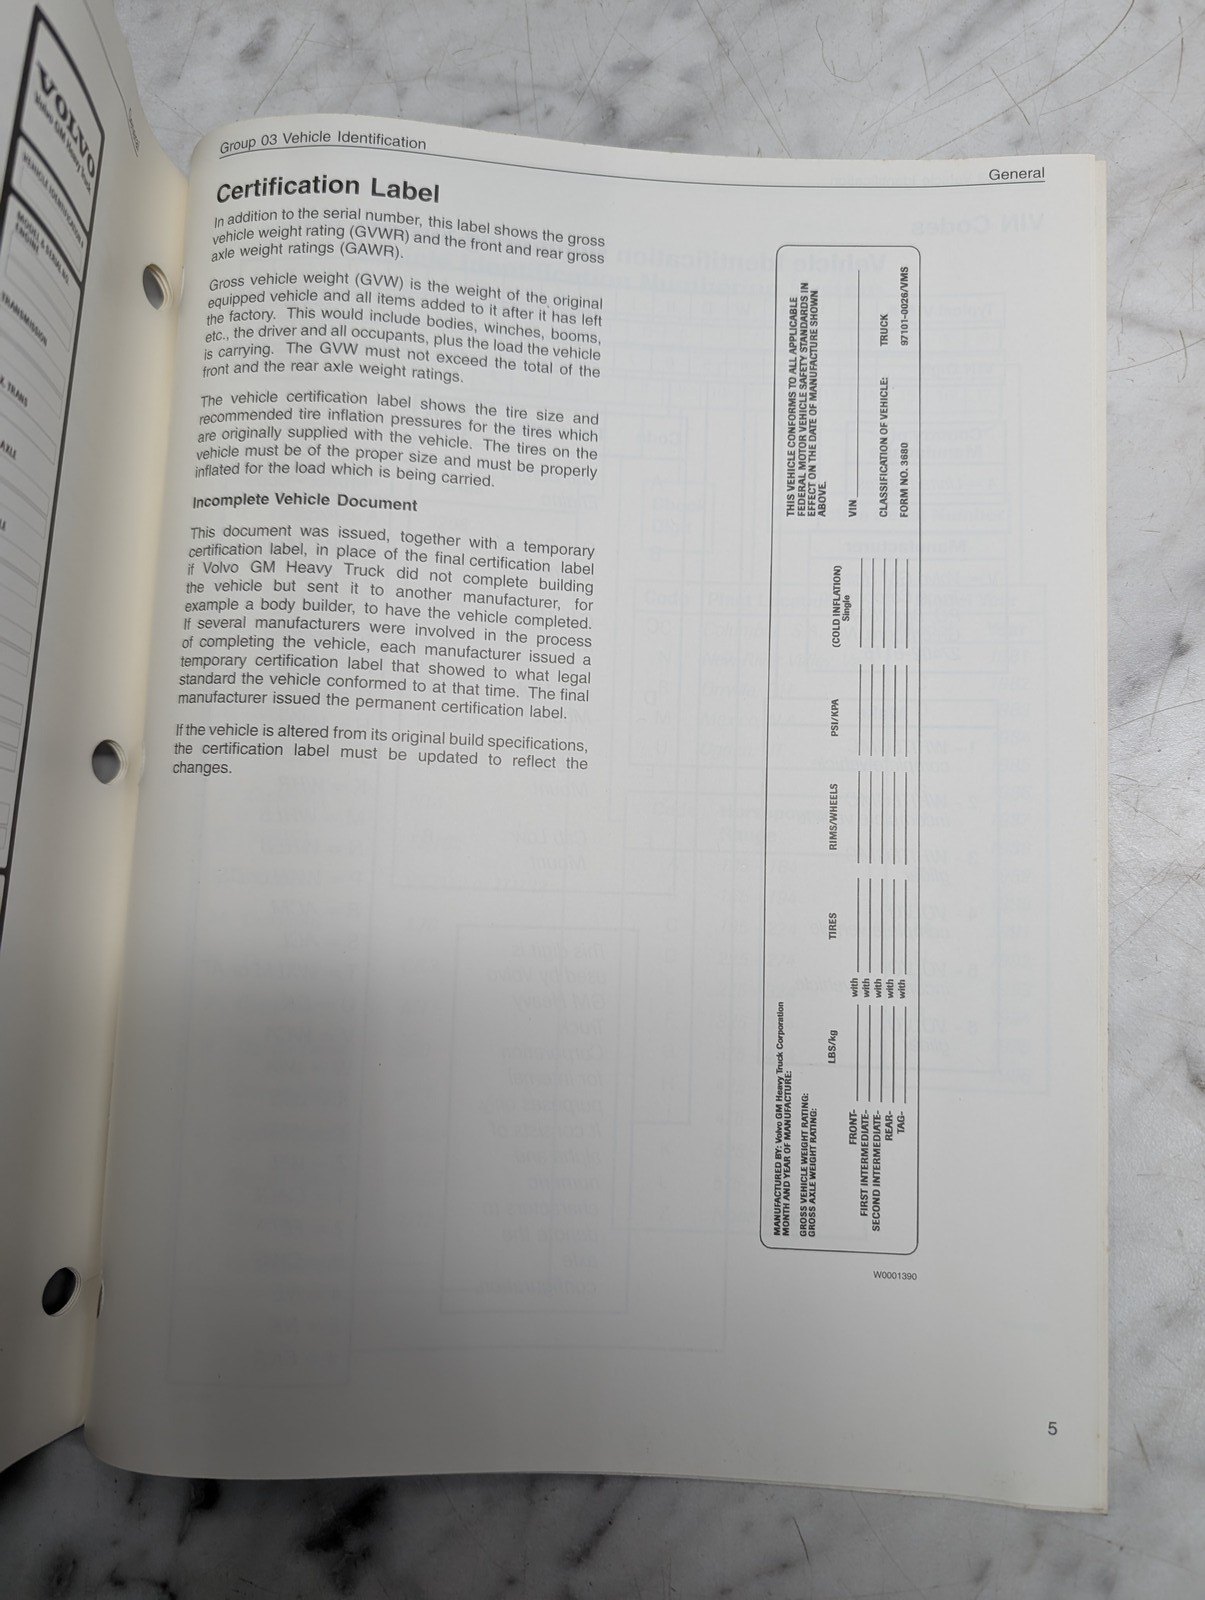 VOLVO
Volvo GM Heavy Truck
VEHICLE IDENTIFICATION
MODEL & SERIAL NO.
ENGINE
TRANSMISSION
Group 03 Vehicle Identification
General
Certification Label
In addition to the serial number, this label shows the gross
vehicle weight rating (GVWR) and the front and rear gross
axle weight ratings (GAWR).
Gross vehicle weight (GVW) is the weight of the original
equipped vehicle and all items added to it after it has left
the factory. This would include bodies, winches, booms,
etc., the driver and all occupants, plus the load the vehicle
is carrying. The GVW must not exceed the total of the
front and the rear axle weight ratings.
The vehicle certification label shows the tire size and
recommended tire inflation pressures for the tires which
are originally supplied with the vehicle. The tires on the
vehicle must be of the proper size and must be properly
inflated for the load which is being carried.
Incomplete Vehicle Document
This document was issued, together with a temporary
certification label, in place of the final certification label
if Volvo GM Heavy Truck did not complete building
the vehicle but sent it to another manufacturer, for
example a body builder, to have the vehicle completed.
If several manufacturers were involved in the process
of completing the vehicle, each manufacturer issued a
temporary certification label that showed to what legal
standard the vehicle conformed to at that time. The final
manufacturer issued the permanent certification label.
If the vehicle is altered from its original build specifications,
the certification label must be updated to reflect the
changes.
MANUFACTURED BY: Volvo GM Heavy Truck Corporation
MONTH AND YEAR OF MANUFACTURE:
GROSS VEHICLE WEIGHT RATING:
GROSS AXLE WEIGHT RATING:
LBS/kg TIRES RIMS/WHEELS PSI/KPA (COLD INFLATION)
Single
FRONT- with
FIRST INTERMEDIATE- with
SECOND INTERMEDIATE- with
REAR- with
TAG- with
THIS VEHICLE CONFORMS TO ALL APPLICABLE
FEDERAL MOTOR VEHICLE SAFETY STANDARDS IN
EFFECT ON THE DATE OF MANUFACTURE SHOWN
ABOVE.
VIN
CLASSIFICATION OF VEHICLE: TRUCK
FORM NO. 3680 97101-0026/VMS
W0001390
5